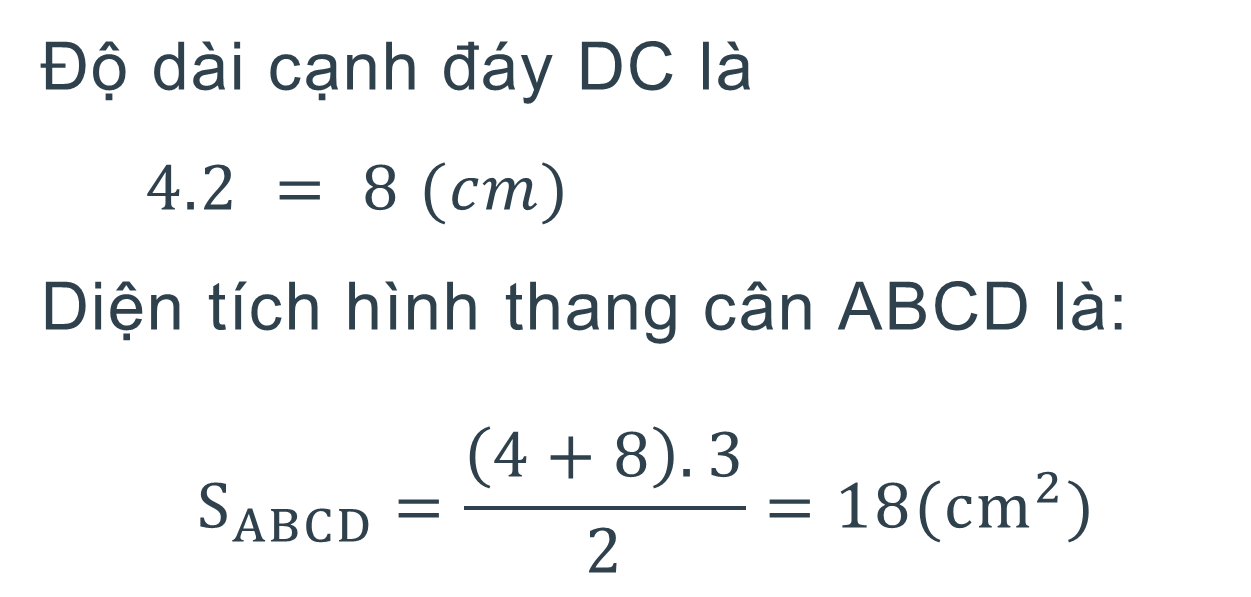 Độ dài cạnh đáy DC là
4.2 = 8 (cm)
Diện tích hình thang cân ABCD là:
S_ABCD = (4 + 8).3 / 2 = 18(cm²)